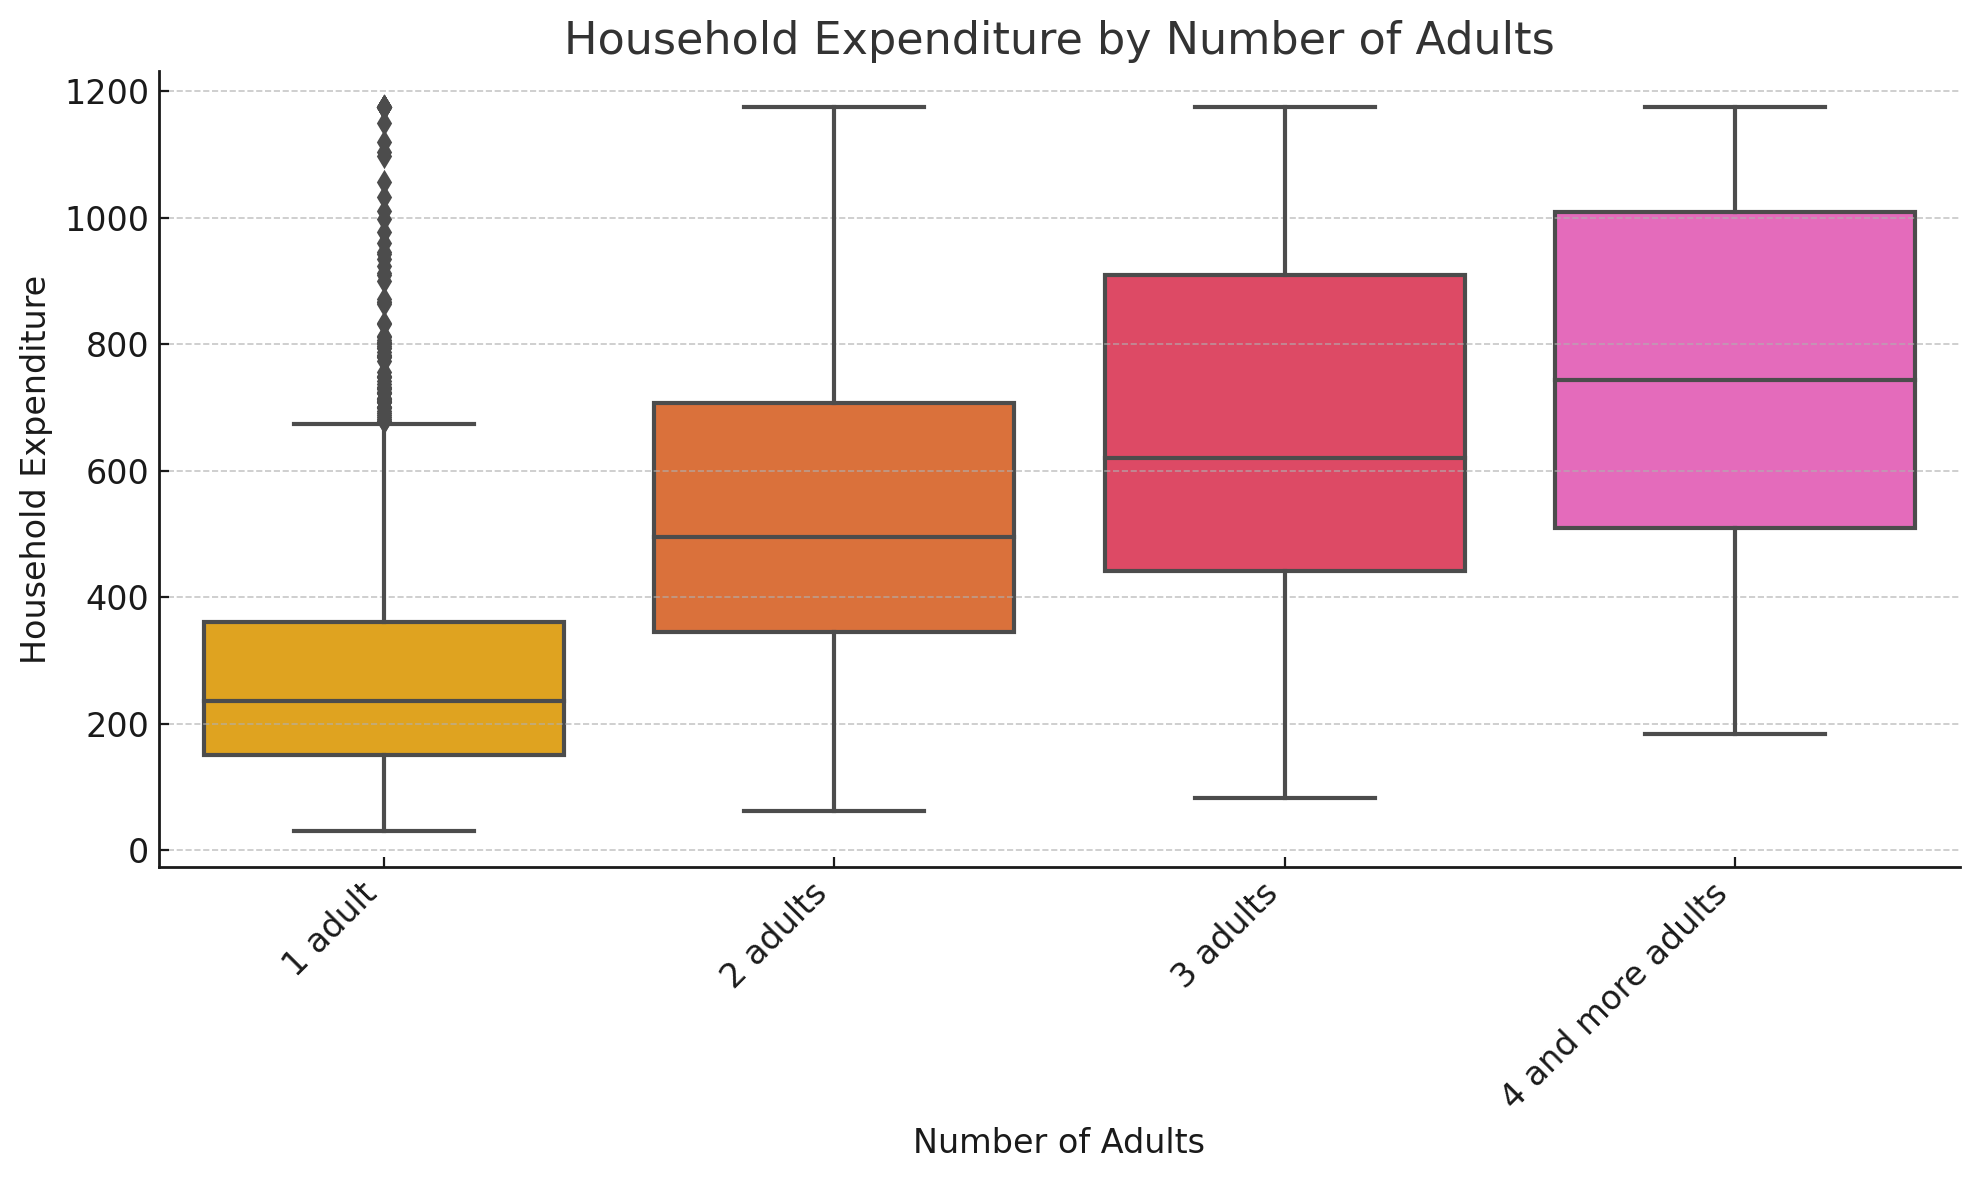 Household Expenditure by Number of Adults
Household Expenditure
1200
1000
800
600
400
200
0
1 adult
2 adults
3 adults
4 and more adults
Number of Adults